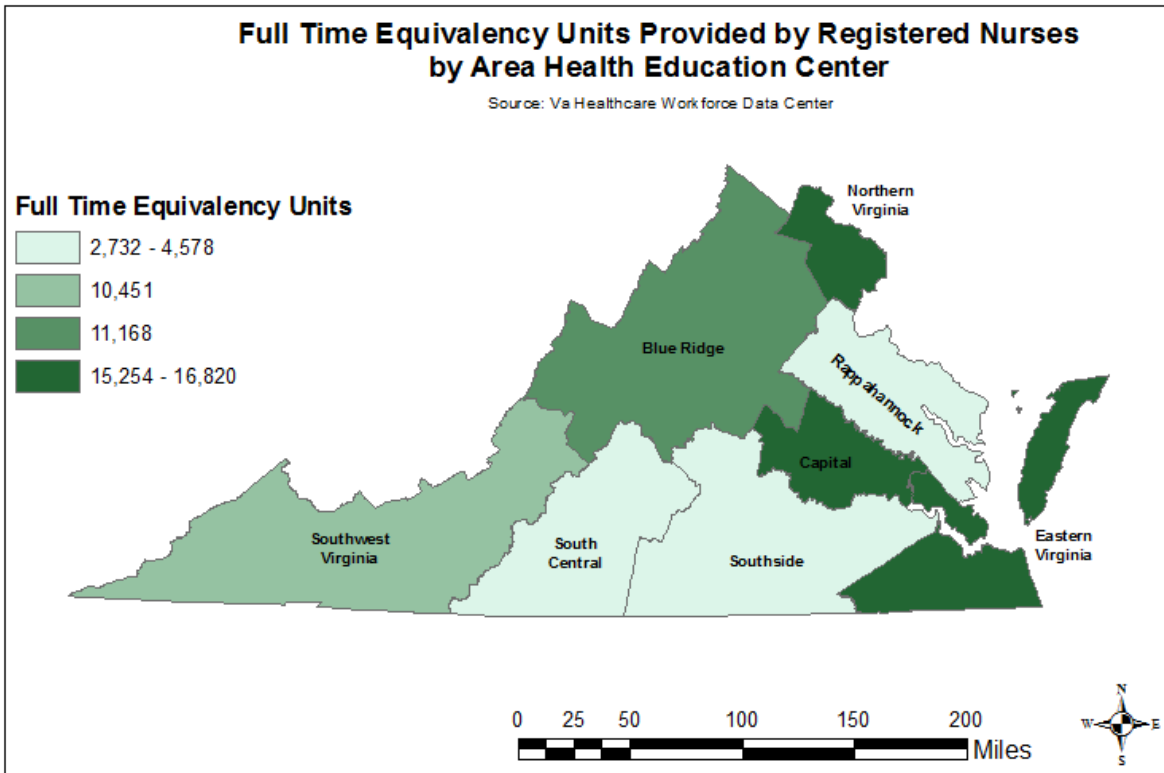 Full Time Equivalency Units Provided by Registered Nurses
by Area Health Education Center
Source: Va Healthcare Workforce Data Center
Full Time Equivalency Units
2,732 - 4,578
10,451
11,168
15,254 - 16,820
Northern
Virginia
Blue Ridge
Rappahannock
Capital
Eastern
Virginia
Southwest
Virginia
South
Central
Southside
0 25 50 100 150 200
Miles
N
W E
S